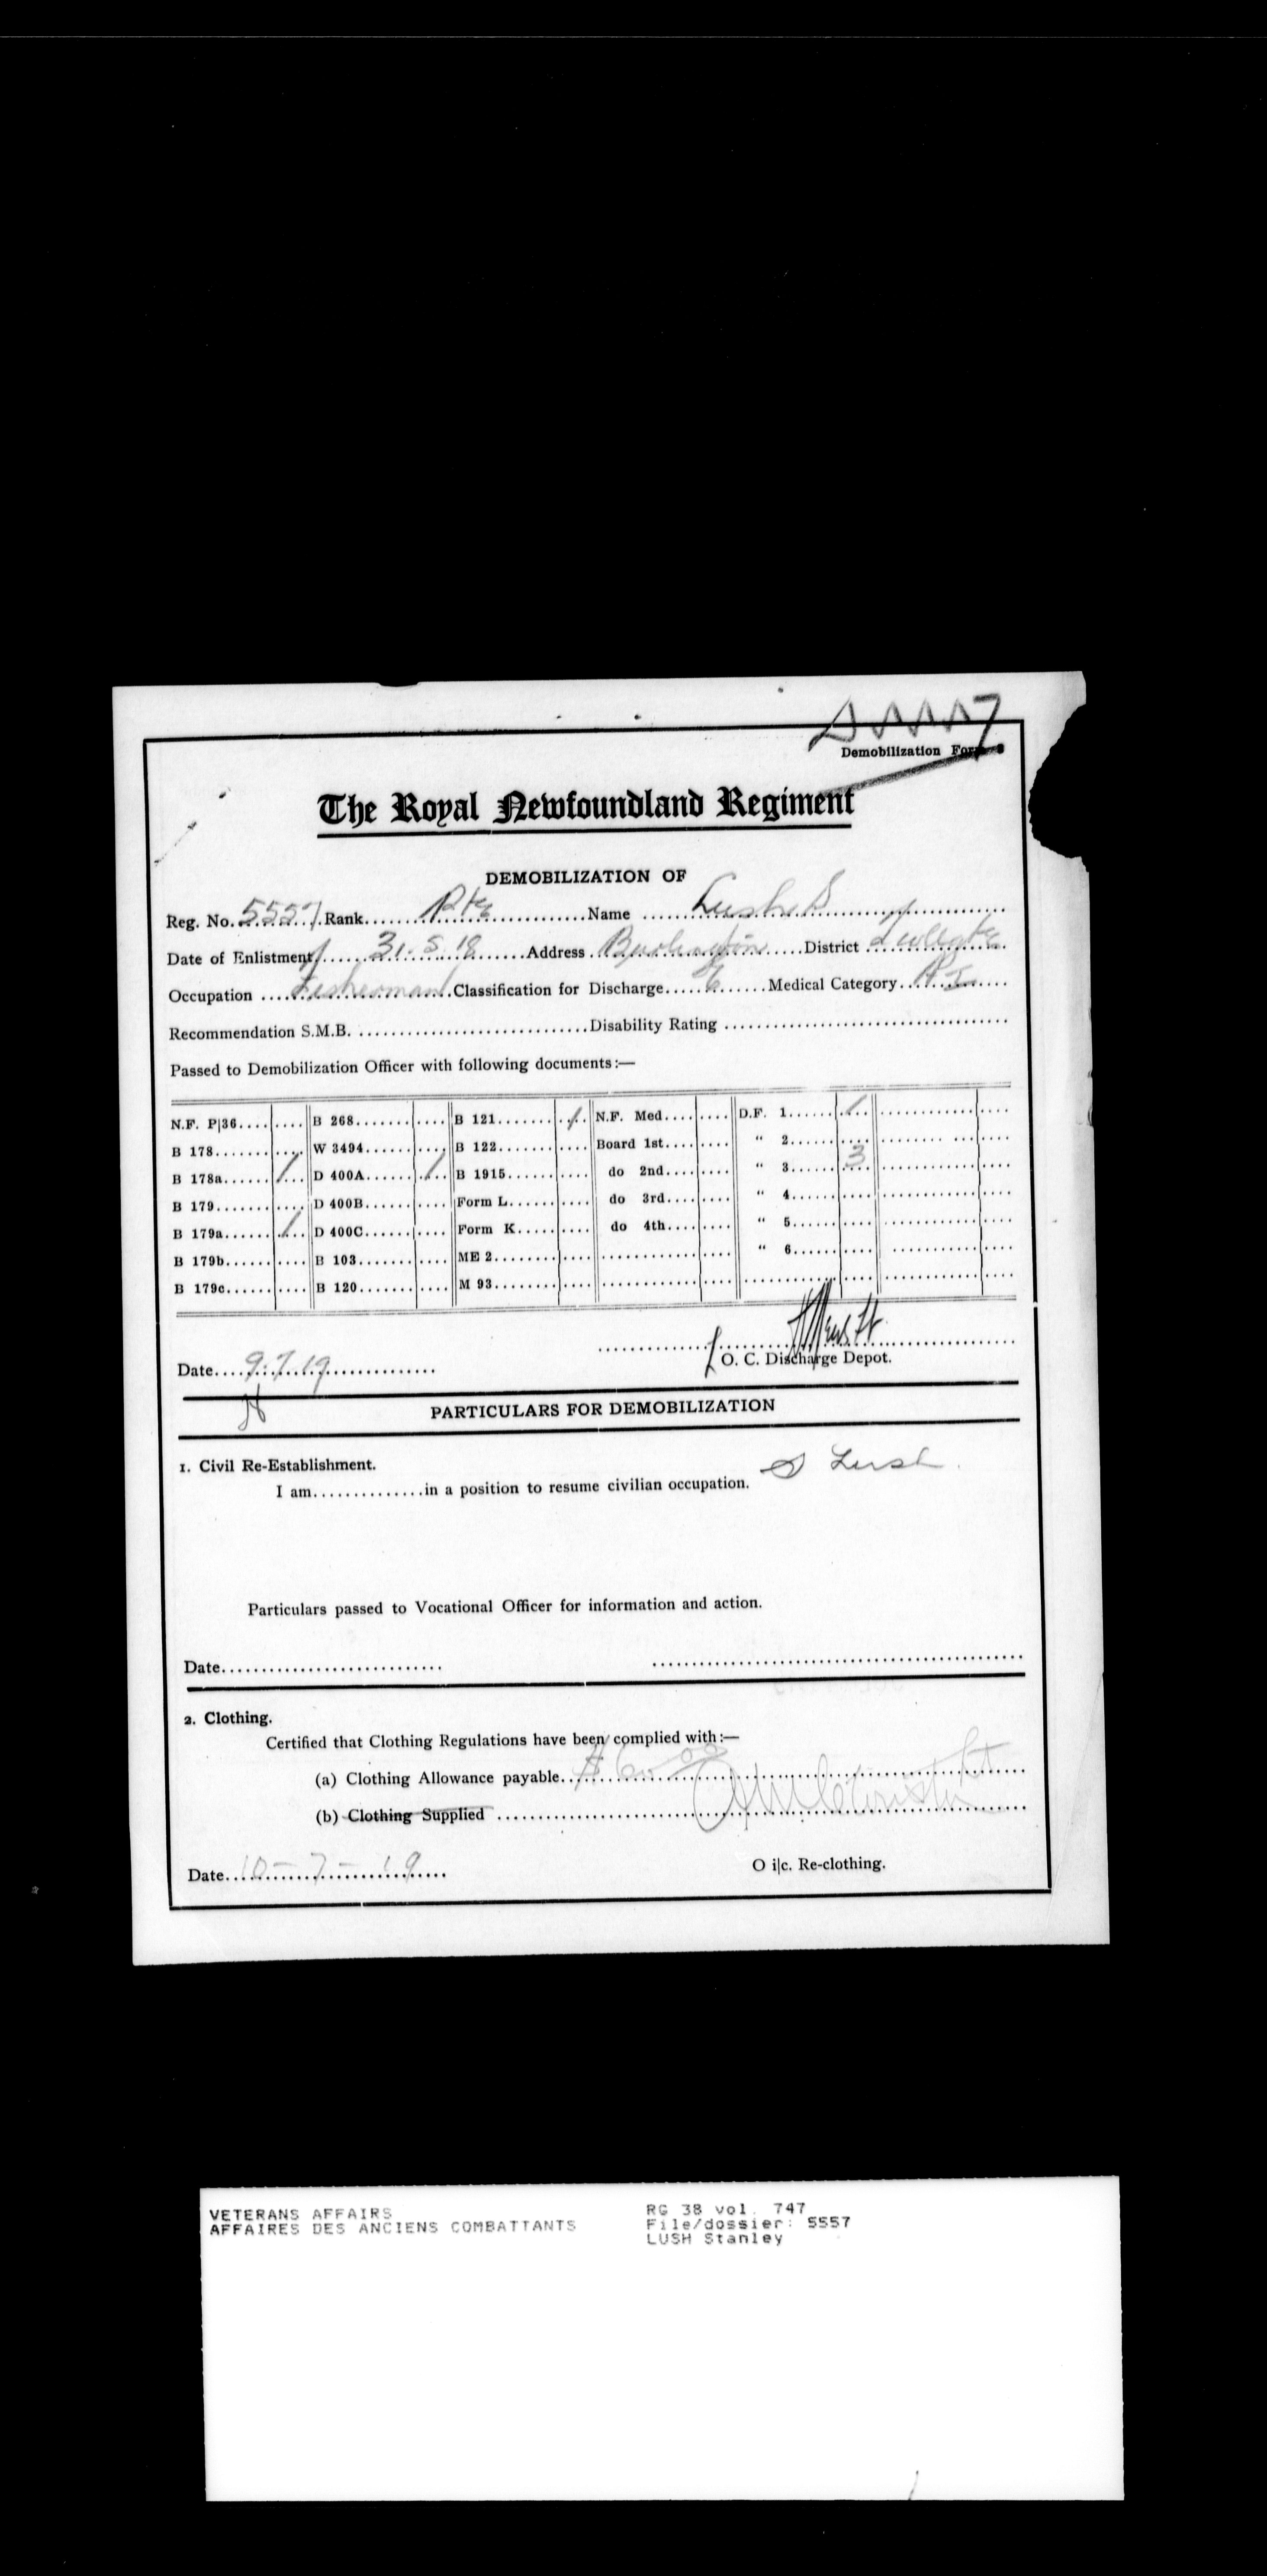 Demobilization Form
The Royal Newfoundland Regiment
DEMOBILIZATION OF
Reg. No. 5557 Rank Pte Name Lush S
Date of Enlistment 31.5.18 Address Burlington District Twillgte
Occupation Fisherman Classification for Discharge Medical Category A I
Recommendation S.M.B. Disability Rating
Passed to Demobilization Officer with following documents:—
N.F. P|36 B 268 B 121 1 N.F. Med D.F. 1 1
B 178 W 3494 B 122 Board 1st " 2
B 178a 1 D 400A 1 B 1915 do 2nd " 3 3
B 179 D 400B Form L do 3rd " 4
B 179a 1 D 400C Form K do 4th " 5
B 179b B 103 ME 2 " 6
B 179c B 120 M 93
Date 9.7.19 O. C. Discharge Depot.
PARTICULARS FOR DEMOBILIZATION
1. Civil Re-Establishment. S Lush.
I am in a position to resume civilian occupation.
Particulars passed to Vocational Officer for information and action.
Date
2. Clothing.
Certified that Clothing Regulations have been complied with:—
(a) Clothing Allowance payable $60.00
(b) Clothing Supplied
Date 10-7-19 O i|c. Re-clothing.
VETERANS AFFAIRS RG 38 vol. 747
AFFAIRES DES ANCIENS COMBATTANTS File/dossier: 5557
LUSH Stanley